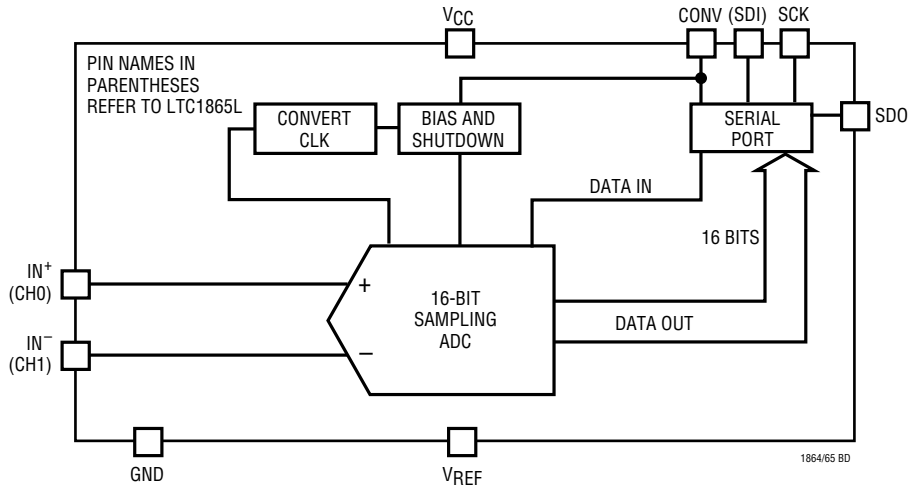 VCC
CONV (SDI) SCK
PIN NAMES IN
PARENTHESES
REFER TO LTC1865L
CONVERT
CLK
BIAS AND
SHUTDOWN
SERIAL
PORT
SDO
DATA IN
16 BITS
IN+
(CH0)
+
16-BIT
SAMPLING
ADC
DATA OUT
IN−
(CH1)
−
GND
VREF
1864/65 BD